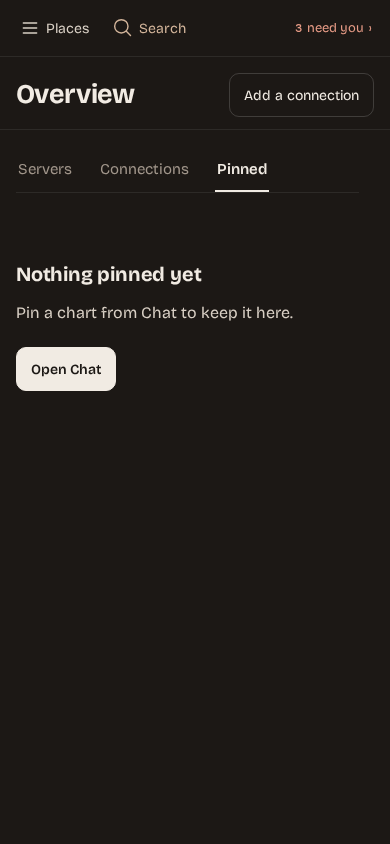 Places
Search
3 need you ›
Overview
Add a connection
Servers
Connections
Pinned
Nothing pinned yet
Pin a chart from Chat to keep it here.
Open Chat